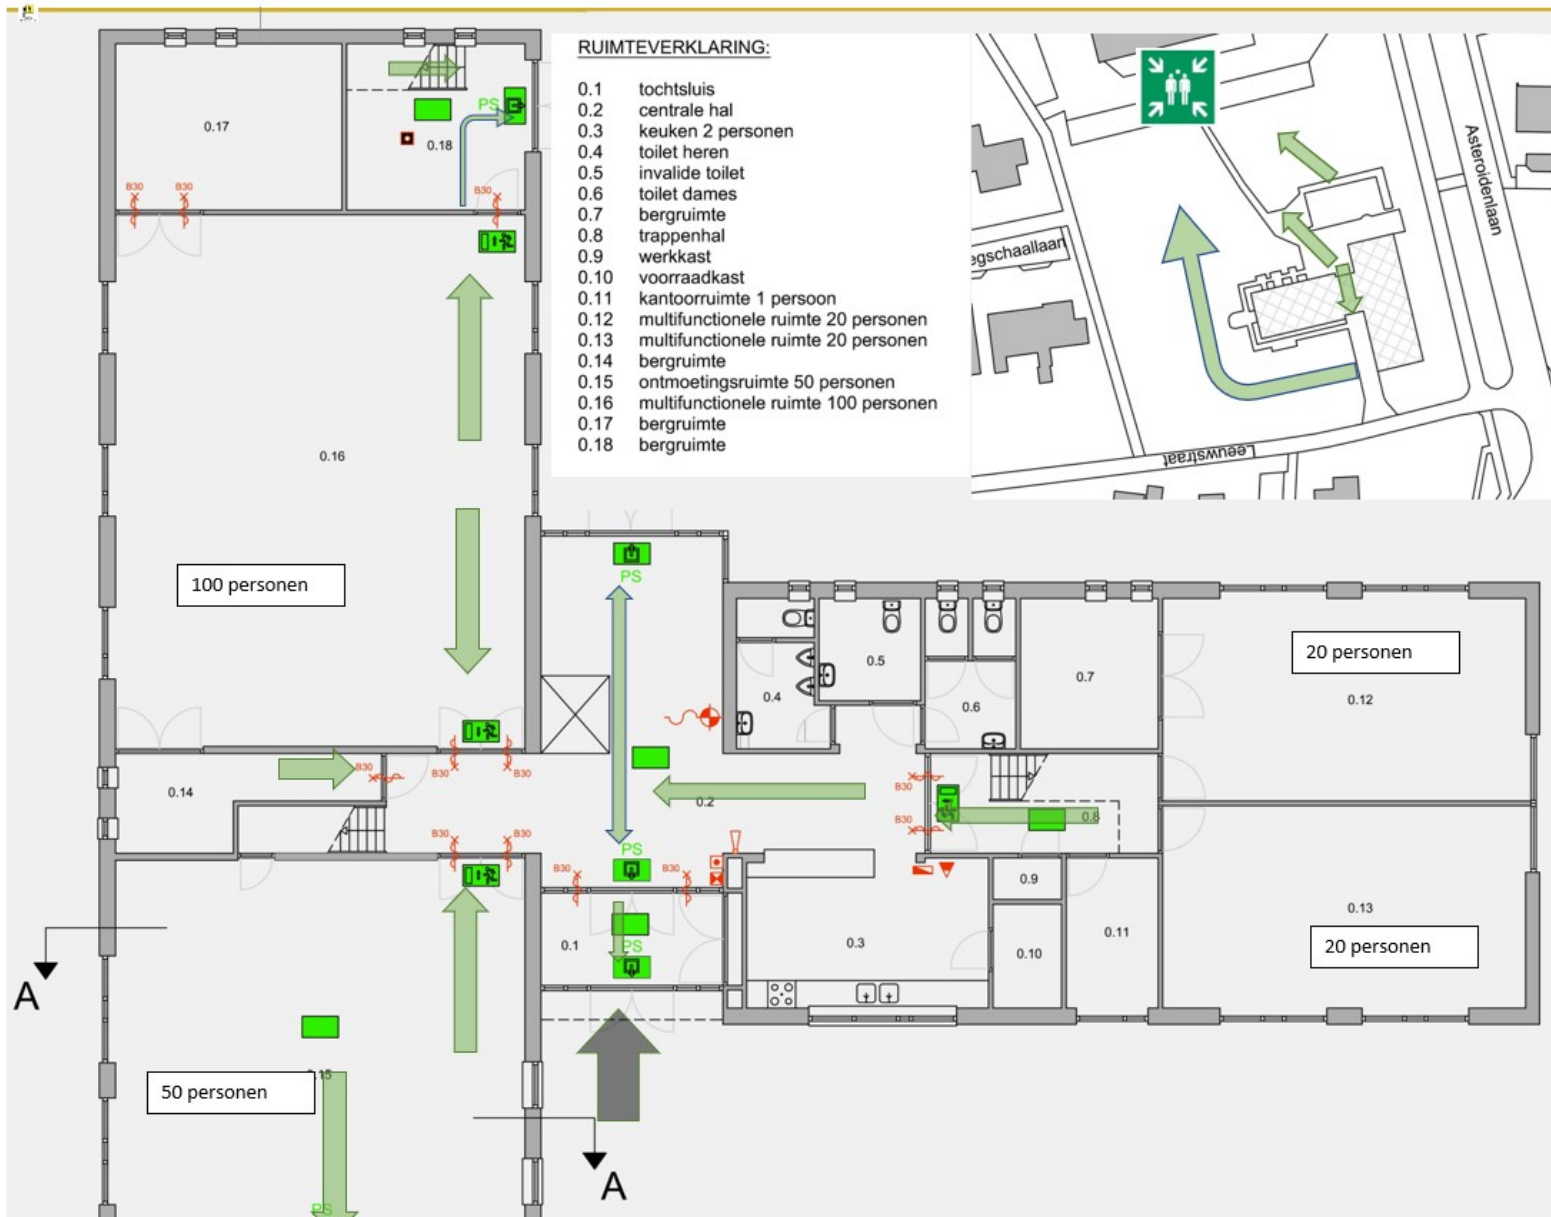 RUIMTEVERKLARING:
0.1 tochtsluis
0.2 centrale hal
0.3 keuken 2 personen
0.4 toilet heren
0.5 invalide toilet
0.6 toilet dames
0.7 bergruimte
0.8 trappenhal
0.9 werkkast
0.10 voorraadkast
0.11 kantoorruimte 1 persoon
0.12 multifunctionele ruimte 20 personen
0.13 multifunctionele ruimte 20 personen
0.14 bergruimte
0.15 ontmoetingsruimte 50 personen
0.16 multifunctionele ruimte 100 personen
0.17 bergruimte
0.18 bergruimte
Asteroidenlaan
egschaallaan
Leeuwstraat
PS
0.17
0.18
B30
B30
B30
0.16
100 personen
PS
0.4
0.5
0.6
0.7
20 personen
0.12
0.14
B30
B30
B30
0.2
B30
B30
0.8
B30
B30
PS
B30
B30
0.1
PS
0.3
0.9
0.10
0.11
0.13
20 personen
A
50 personen
.15
A
PS